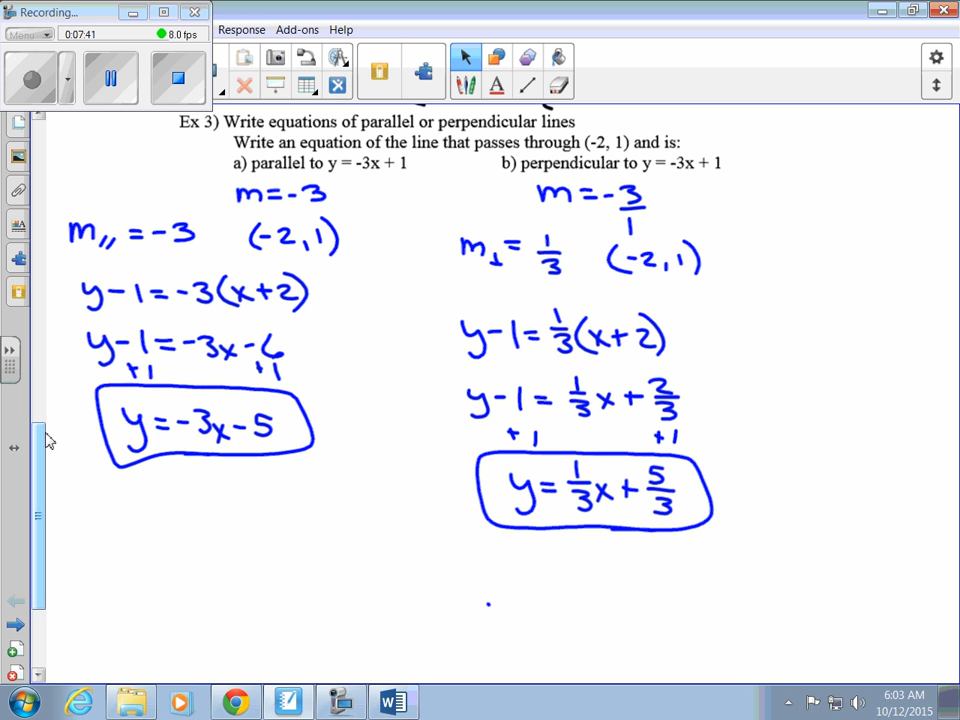 Recording...
Menu 0:07:41 8.0 fps
Response Add-ons Help
Ex 3) Write equations of parallel or perpendicular lines
Write an equation of the line that passes through (-2, 1) and is:
a) parallel to y = -3x + 1 b) perpendicular to y = -3x + 1
m = -3
m∥ = -3 (-2, 1)
y - 1 = -3(x + 2)
y - 1 = -3x - 6
+1 +1
y = -3x - 5
m = -3/1
m⊥ = 1/3 (-2, 1)
y - 1 = 1/3(x + 2)
y - 1 = 1/3x + 2/3
+1 +1
y = 1/3x + 5/3
6:03 AM
10/12/2015